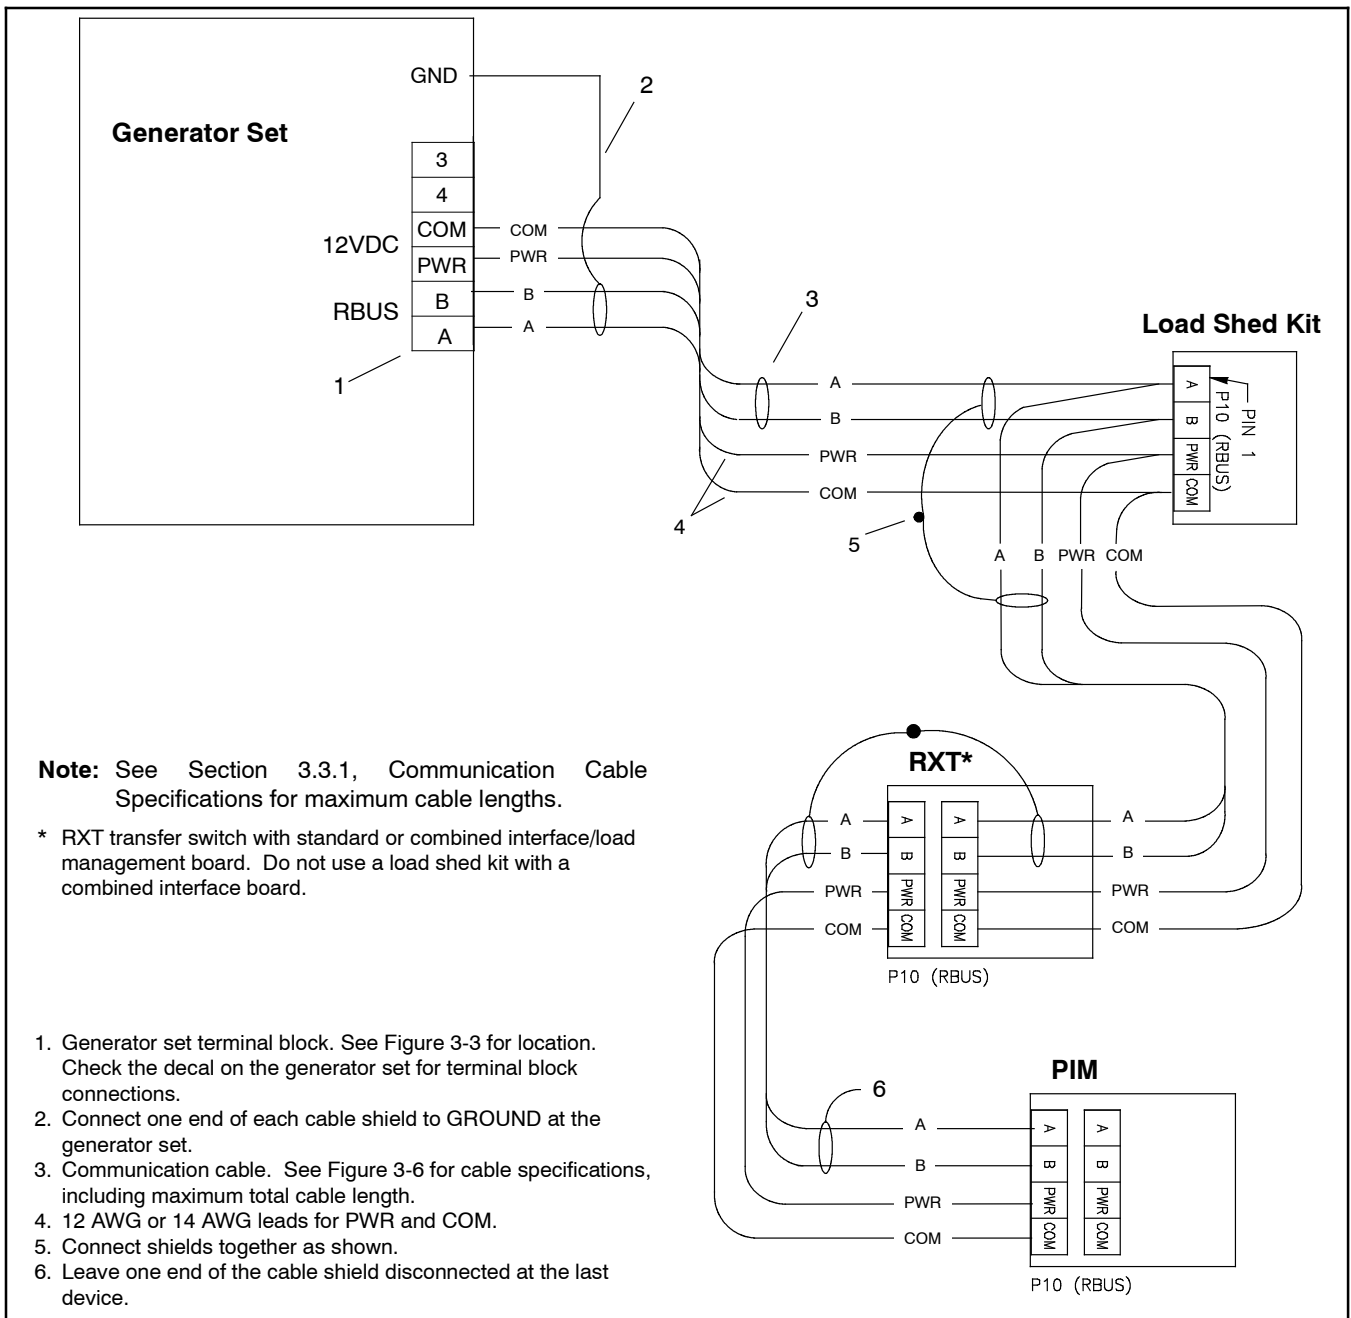 GND
2
Generator Set
3
4
COM
12VDC
PWR
RBUS
B
A
COM
PWR
B
A
1
3
Load Shed Kit
A
B
PWR
COM
4
5
A
B
PWR
COM
PIN 1
P10 (RBUS)
A B PWR COM
Note: See Section 3.3.1, Communication Cable
Specifications for maximum cable lengths.
* RXT transfer switch with standard or combined interface/load
management board. Do not use a load shed kit with a
combined interface board.
RXT*
A
B
PWR
COM
A
B
PWR
COM
A
B
PWR
COM
A
B
PWR
COM
P10 (RBUS)
1. Generator set terminal block. See Figure 3-3 for location.
Check the decal on the generator set for terminal block
connections.
2. Connect one end of each cable shield to GROUND at the
generator set.
3. Communication cable. See Figure 3-6 for cable specifications,
including maximum total cable length.
4. 12 AWG or 14 AWG leads for PWR and COM.
5. Connect shields together as shown.
6. Leave one end of the cable shield disconnected at the last
device.
PIM
6
A
B
PWR
COM
A
B
PWR
COM
A
B
PWR
COM
P10 (RBUS)